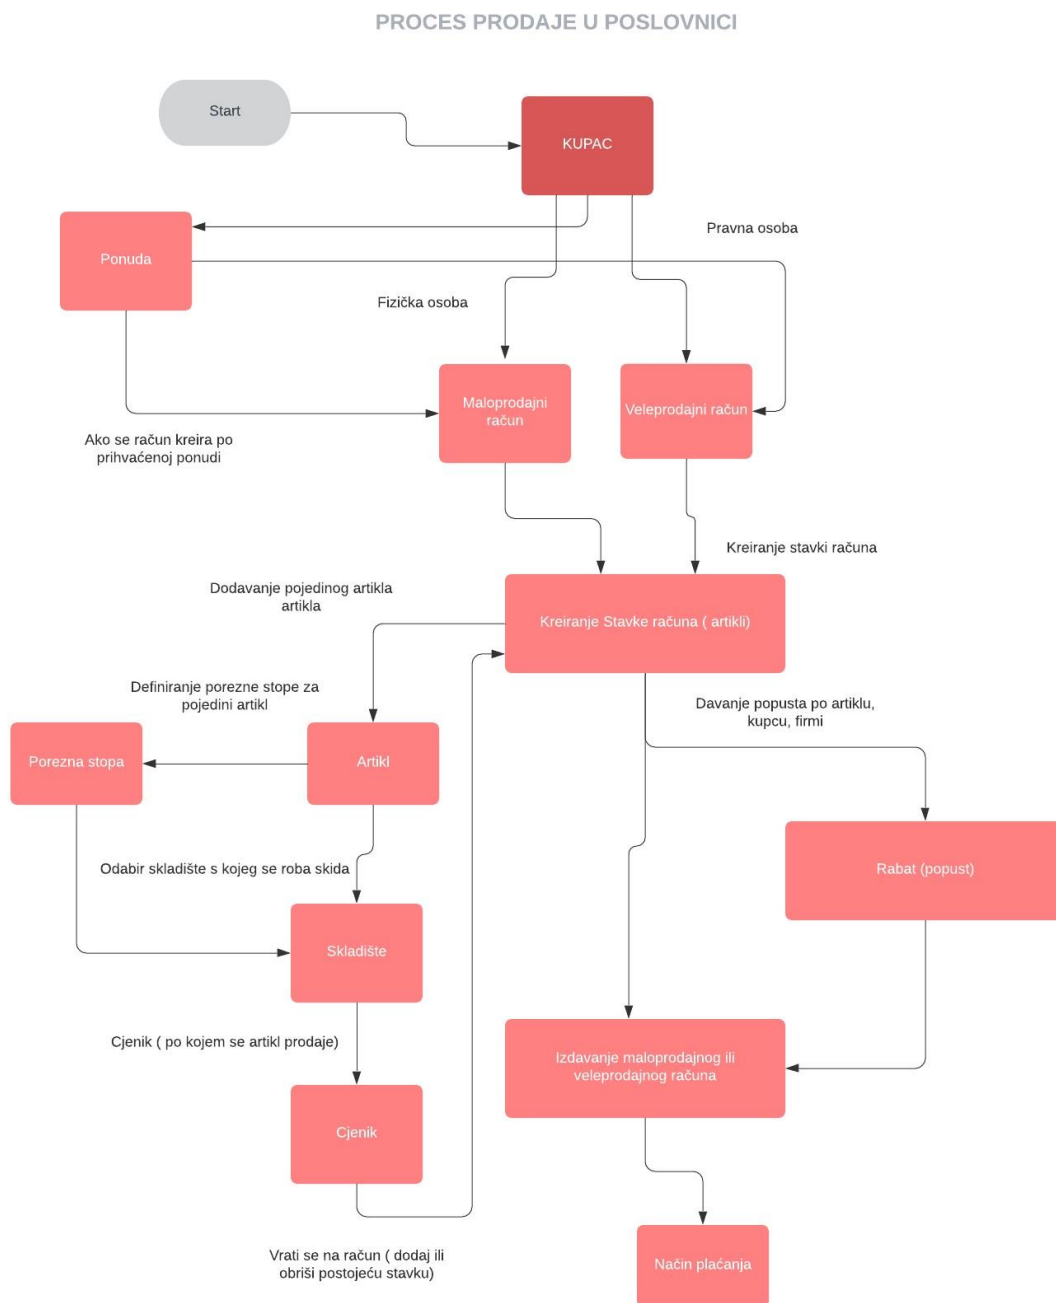 PROCES PRODAJE U POSLOVNICI
Start
KUPAC
Pravna osoba
Ponuda
Fizička osoba
Maloprodajni
račun
Veleprodajni račun
Ako se račun kreira po
prihvaćenoj ponudi
Kreiranje stavki računa
Dodavanje pojedinog artikla
artikla
Kreiranje Stavke računa ( artikli)
Definiranje porezne stope za
pojedini artikl
Davanje popusta po artiklu,
kupcu, firmi
Porezna stopa
Artikl
Odabir skladište s kojeg se roba skida
Rabat (popust)
Skladište
Cjenik ( po kojem se artikl prodaje)
Izdavanje maloprodajnog ili
veleprodajnog računa
Cjenik
Vrati se na račun ( dodaj ili
obriši postojeću stavku)
Način plaćanja